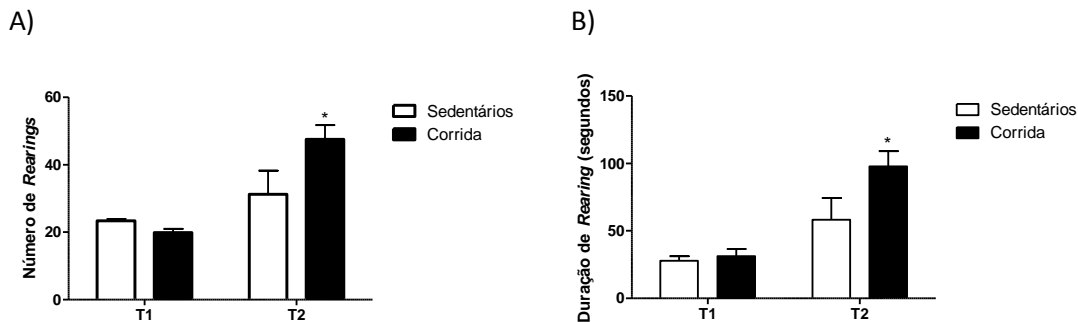 A)
Número de Rearings
60
40
20
0
*
T1
T2
Sedentários
Corrida
B)
Duração de Rearing (segundos)
150
100
50
0
*
T1
T2
Sedentários
Corrida